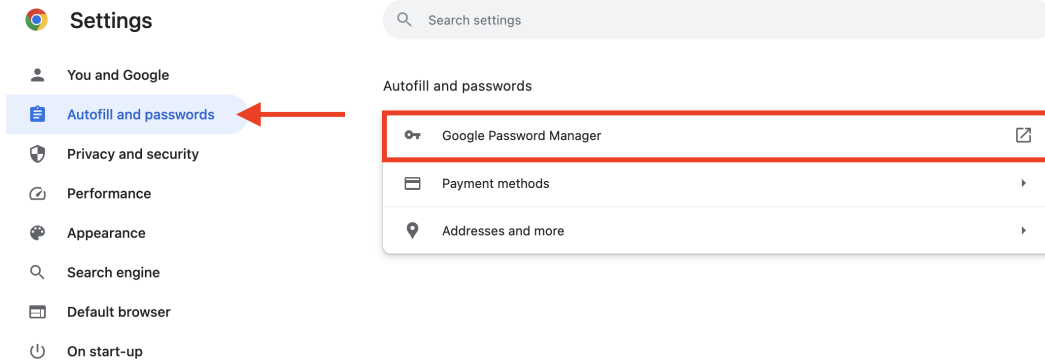 Settings
Search settings
You and Google
Autofill and passwords
Privacy and security
Performance
Appearance
Search engine
Default browser
On start-up
Autofill and passwords
Google Password Manager
Payment methods
Addresses and more